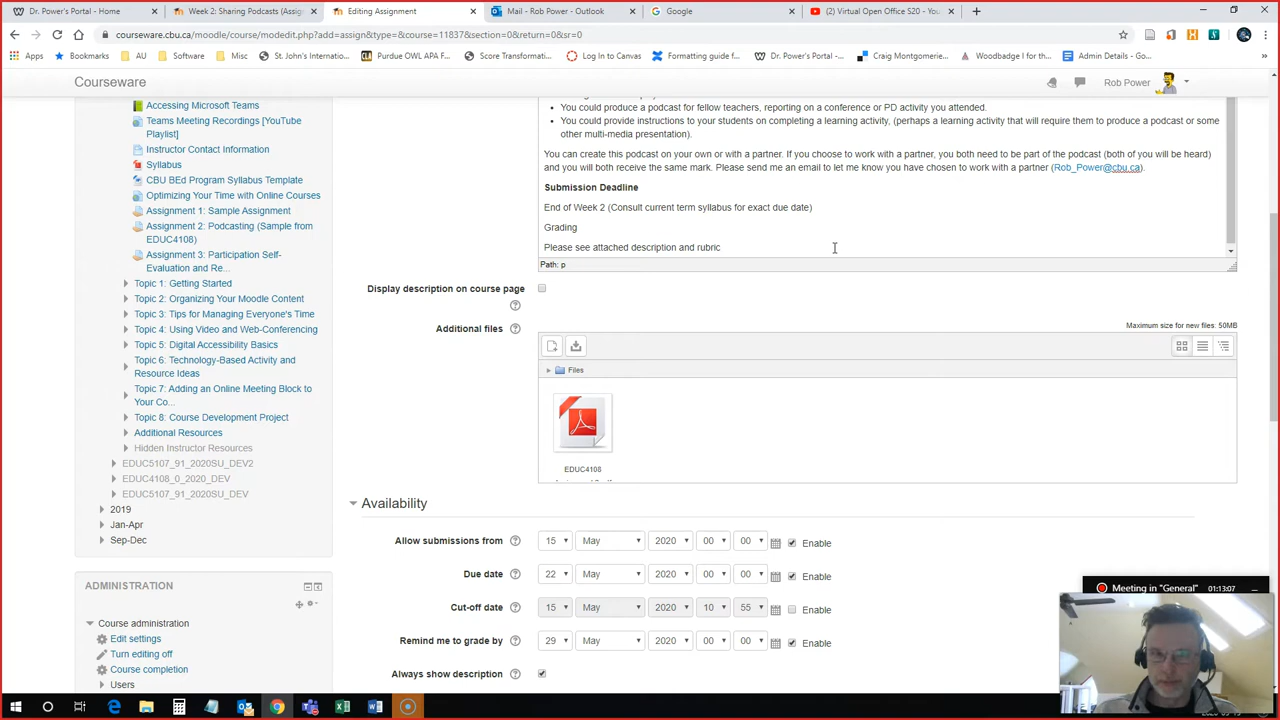 Dr. Power's Portal - Home
Week 2: Sharing Podcasts (Assig
Editing Assignment
Mail - Rob Power - Outlook
Google
(2) Virtual Open Office S20 - You
courseware.cbu.ca/moodle/course/modedit.php?add=assign&type=&course=11837&section=0&return=0&sr=0
Apps
Bookmarks
AU
Software
Misc
St. John's Internatio...
Purdue OWL APA F...
Score Transformatio...
Log In to Canvas
Formatting guide f...
Dr. Power's Portal -...
Craig Montgomerie...
Woodbadge I for th...
Admin Details - Go...
Courseware
Rob Power
Accessing Microsoft Teams
Teams Meeting Recordings [YouTube
Playlist]
Instructor Contact Information
Syllabus
CBU BEd Program Syllabus Template
Optimizing Your Time with Online Courses
Assignment 1: Sample Assignment
Assignment 2: Podcasting (Sample from
EDUC4108)
Assignment 3: Participation Self-
Evaluation and Re...
Topic 1: Getting Started
Topic 2: Organizing Your Moodle Content
Topic 3: Tips for Managing Everyone's Time
Topic 4: Using Video and Web-Conferencing
Topic 5: Digital Accessibility Basics
Topic 6: Technology-Based Activity and
Resource Ideas
Topic 7: Adding an Online Meeting Block to
Your Co...
Topic 8: Course Development Project
Additional Resources
Hidden Instructor Resources
EDUC5107_91_2020SU_DEV2
EDUC4108_0_2020_DEV
EDUC5107_91_2020SU_DEV
2019
Jan-Apr
Sep-Dec
ADMINISTRATION
Course administration
Edit settings
Turn editing off
Course completion
Users
You could produce a podcast for fellow teachers, reporting on a conference or PD activity you attended.
You could provide instructions to your students on completing a learning activity, (perhaps a learning activity that will require them to produce a podcast or some
other multi-media presentation).
You can create this podcast on your own or with a partner. If you choose to work with a partner, you both need to be part of the podcast (both of you will be heard)
and you will both receive the same mark. Please send me an email to let me know you have chosen to work with a partner (Rob_Power@cbu.ca).
Submission Deadline
End of Week 2 (Consult current term syllabus for exact due date)
Grading
Please see attached description and rubric
Path: p
Display description on course page
Additional files
Maximum size for new files: 50MB
Files
EDUC4108
Availability
Allow submissions from 15 May 2020 00 00 Enable
Due date 22 May 2020 00 00 Enable
Cut-off date 15 May 2020 10 55 Enable
Remind me to grade by 29 May 2020 00 00 Enable
Always show description
Meeting in "General" 01:13:07